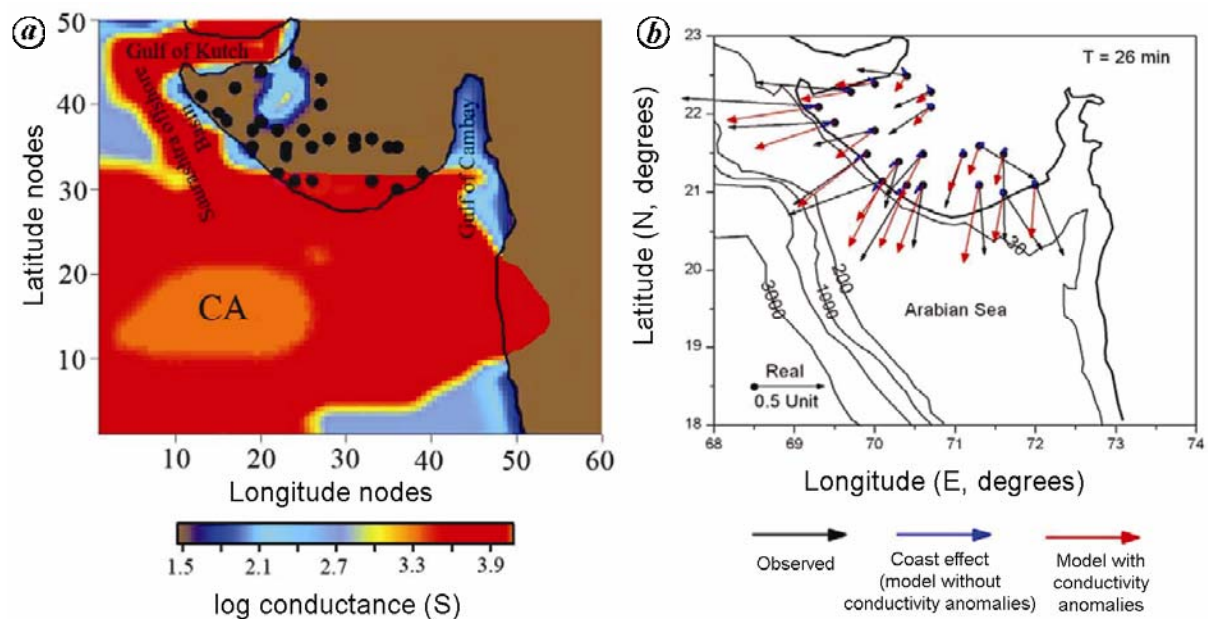 a
50
40
30
20
10
Latitude nodes
Gulf of Kutch
Saurashtra offshore
Basin
Gulf of Cambay
CA
10 20 30 40 50 60
Longitude nodes
1.5 2.1 2.7 3.3 3.9
log conductance (S)
b
23
22
21
20
19
18
Latitude (N, degrees)
T = 26 min
30
200
1000
3000
Arabian Sea
Real
0.5 Unit
68 69 70 71 72 73 74
Longitude (E, degrees)
Observed
Coast effect
(model without
conductivity anomalies)
Model with
conductivity
anomalies